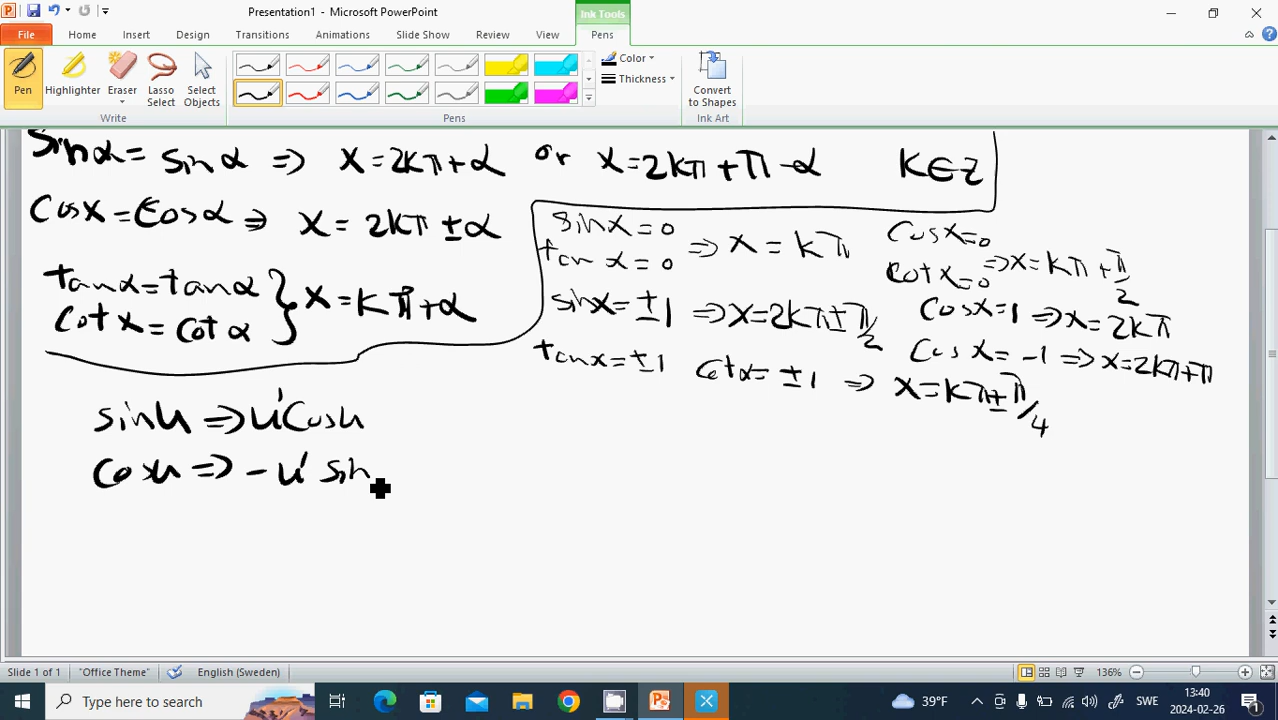 Presentation1 - Microsoft PowerPoint
Ink Tools
File Home Insert Design Transitions Animations Slide Show Review View Pens
Pen Highlighter Eraser Lasso Select Select Objects
Color
Thickness
Convert to Shapes
Write Pens Ink Art
Sinα = sinα ⇒ x = 2kπ + α or x = 2kπ + π - α k ∈ Z
Cosx = Cosα ⇒ x = 2kπ ± α
tanα = tanα
Cotx = Cotα } x = kπ + α
sinx = 0
tanx = 0 ⇒ x = kπ
Cosx = 0
Cotx = 0 ⇒ x = kπ + π/2
sinx = ±1 ⇒ x = 2kπ ± π/2
Cosx = 1 ⇒ x = 2kπ
Cosx = -1 ⇒ x = 2kπ + π
tanx = ±1 Cotx = ±1 ⇒ x = kπ ± π/4
sinu ⇒ u' Cosu
Cosu ⇒ -u' sin
Slide 1 of 1 "Office Theme" English (Sweden) 136%
Type here to search
39°F
SWE
13:40
2024-02-26
1